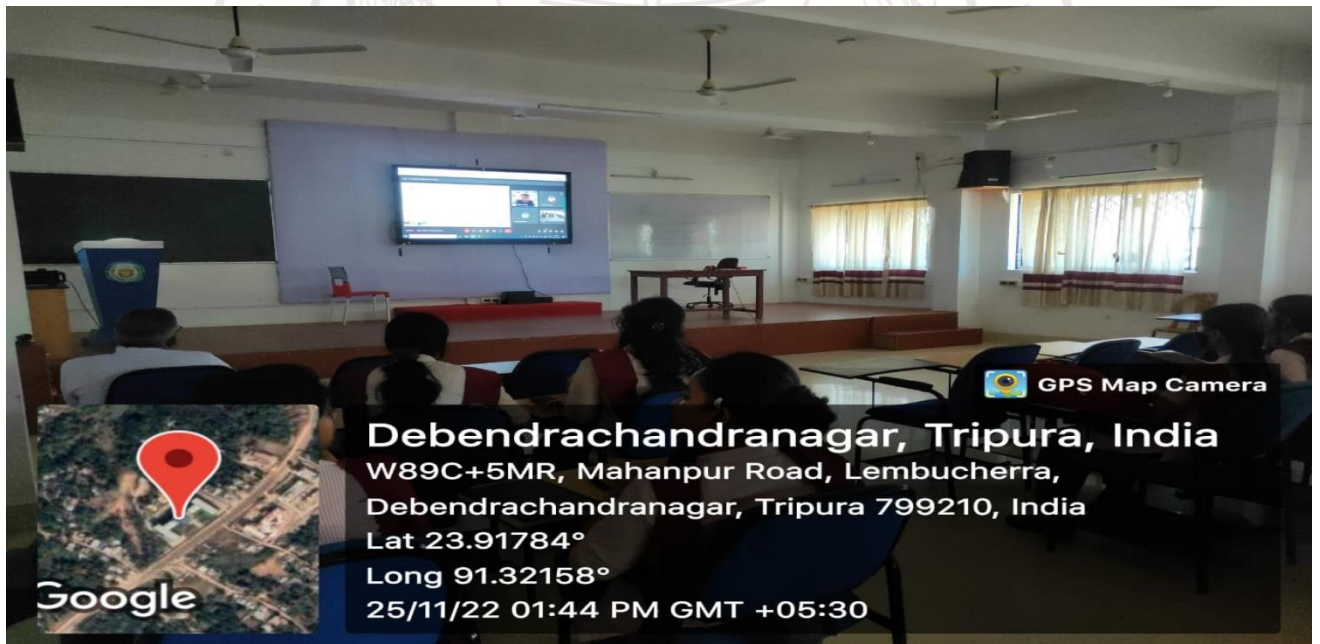 GPS Map Camera
Debendrachandranagar, Tripura, India
W89C+5MR, Mahanpur Road, Lembucherra,
Debendrachandranagar, Tripura 799210, India
Lat 23.91784°
Long 91.32158°
25/11/22 01:44 PM GMT +05:30
Google